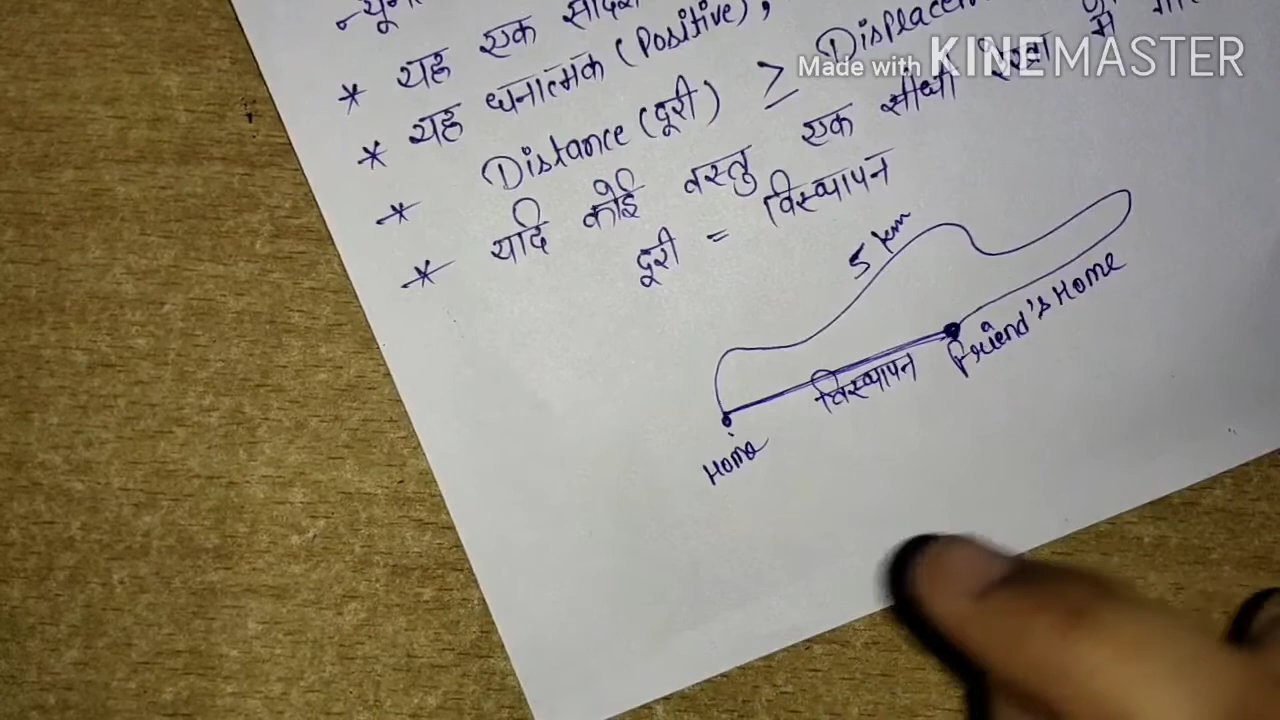 * यह एक
* यह धनात्मक (Positive),
* Distance (दूरी) ≥
* यदि कोई वस्तु एक सीधी रेखा में
दूरी = विस्थापन
5 km
विस्थापन
Friend's Home
Home
Made with KINEMASTER